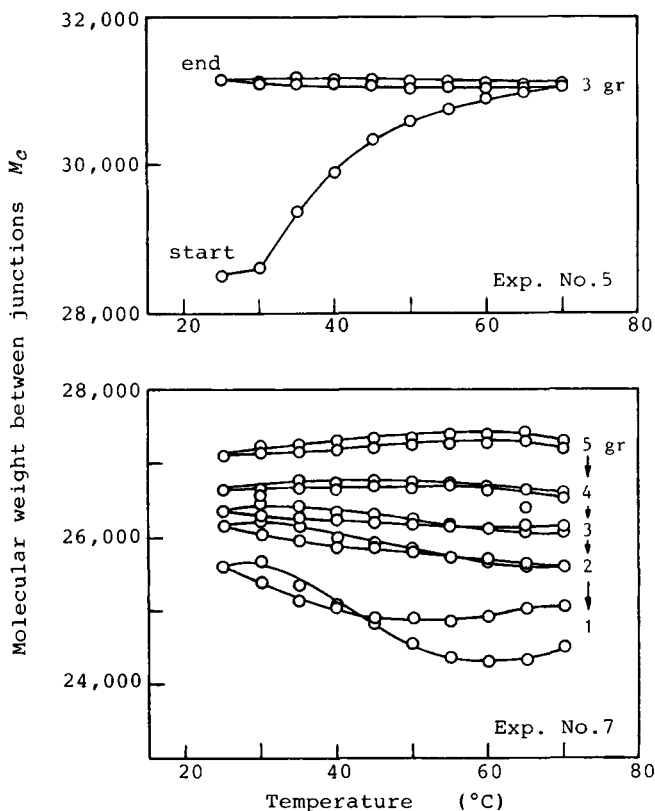 Molecular weight between junctions Mc
32,000
30,000
28,000
end
start
3 gr
Exp. No.5
20 40 60 80
28,000
26,000
24,000
5 gr
4
3
2
1
Exp. No.7
20 40 60 80
Temperature (°C)